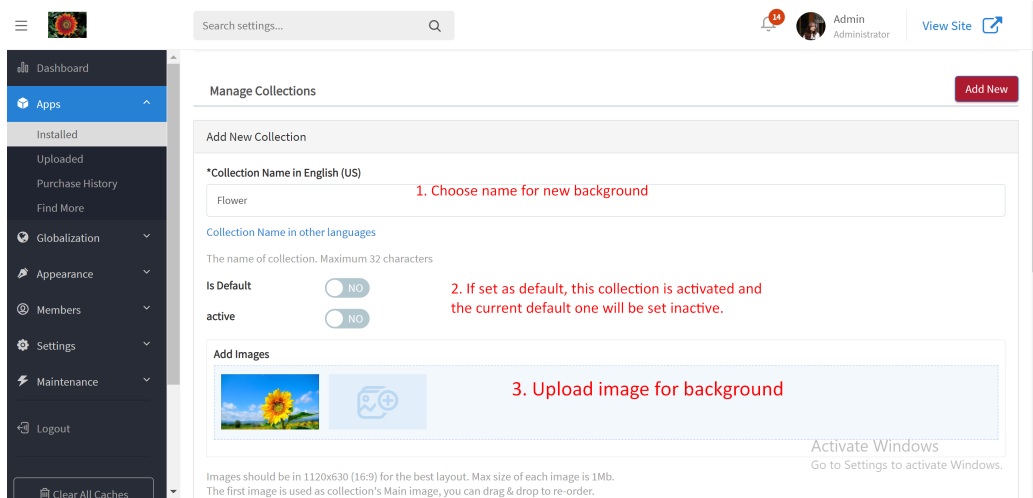 Search settings...
14
Admin
Administrator
View Site
Dashboard
Apps
Installed
Uploaded
Purchase History
Find More
Globalization
Appearance
Members
Settings
Maintenance
Logout
Clear All Caches
Manage Collections
Add New
Add New Collection
*Collection Name in English (US)
Flower
1. Choose name for new background
Collection Name in other languages
The name of collection. Maximum 32 characters
Is Default
NO
active
NO
2. If set as default, this collection is activated and
the current default one will be set inactive.
Add Images
3. Upload image for background
Activate Windows
Go to Settings to activate Windows.
Images should be in 1120x630 (16:9) for the best layout. Max size of each image is 1Mb.
The first image is used as collection's Main image, you can drag & drop to re-order.